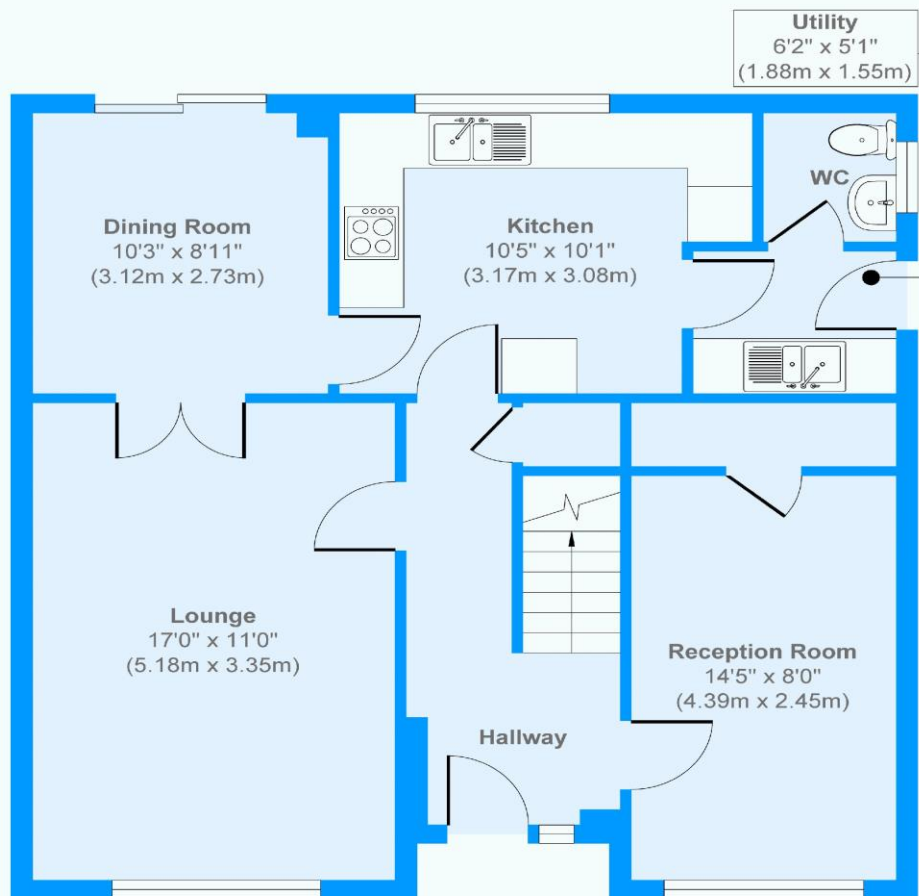 Utility
6'2" x 5'1"
(1.88m x 1.55m)
Dining Room
10'3" x 8'11"
(3.12m x 2.73m)
Kitchen
10'5" x 10'1"
(3.17m x 3.08m)
WC
Lounge
17'0" x 11'0"
(5.18m x 3.35m)
Reception Room
14'5" x 8'0"
(4.39m x 2.45m)
Hallway